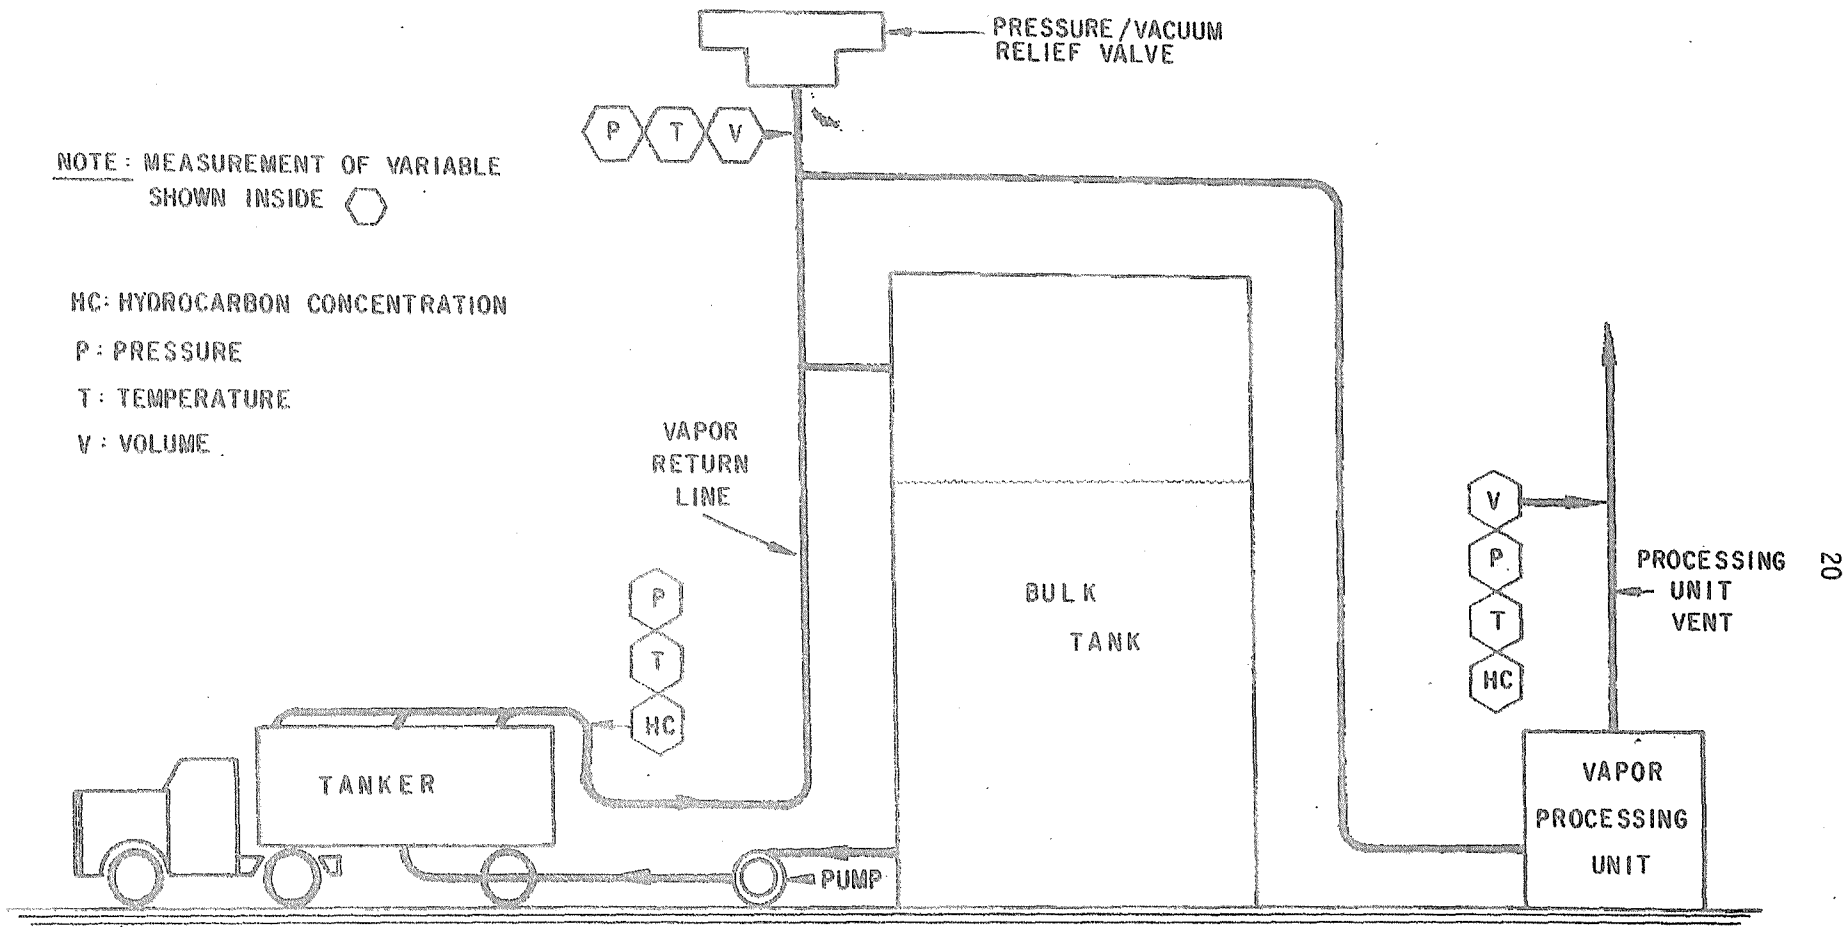 PRESSURE/VACUUM
RELIEF VALVE
P T V
NOTE: MEASUREMENT OF VARIABLE
SHOWN INSIDE
HC: HYDROCARBON CONCENTRATION
P: PRESSURE
T: TEMPERATURE
V: VOLUME
VAPOR
RETURN
LINE
P
T
HC
BULK
TANK
V
P
T
HC
PROCESSING
UNIT
VENT
20
TANKER
PUMP
VAPOR
PROCESSING
UNIT